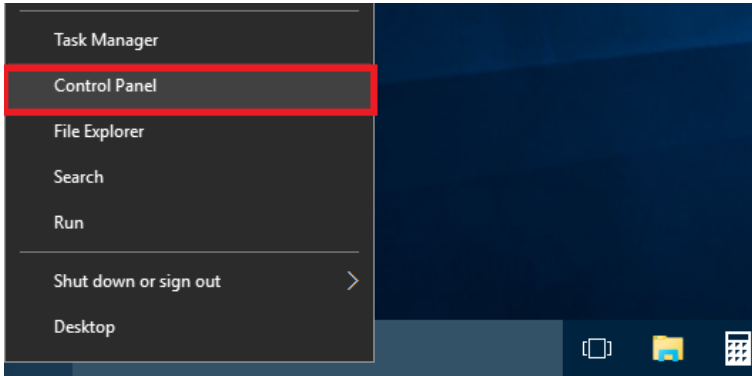 Task Manager
Control Panel
File Explorer
Search
Run
Shut down or sign out
Desktop